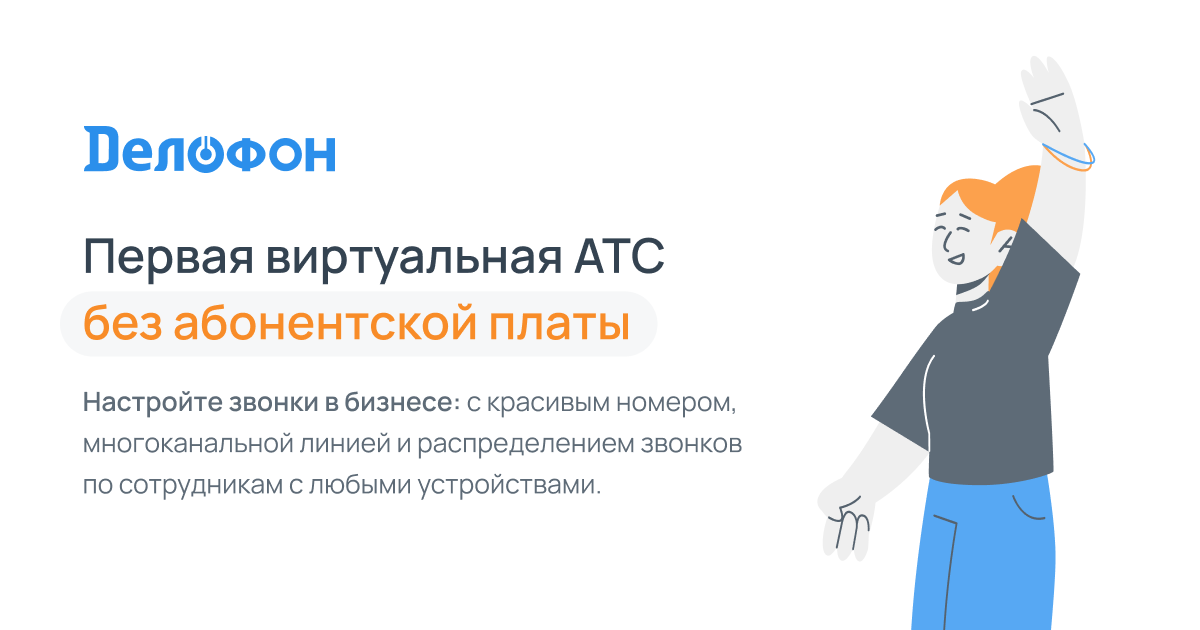 Делофон
Первая виртуальная АТС
без абонентской платы
Настройте звонки в бизнесе: с красивым номером,
многоканальной линией и распределением звонков
по сотрудникам с любыми устройствами.